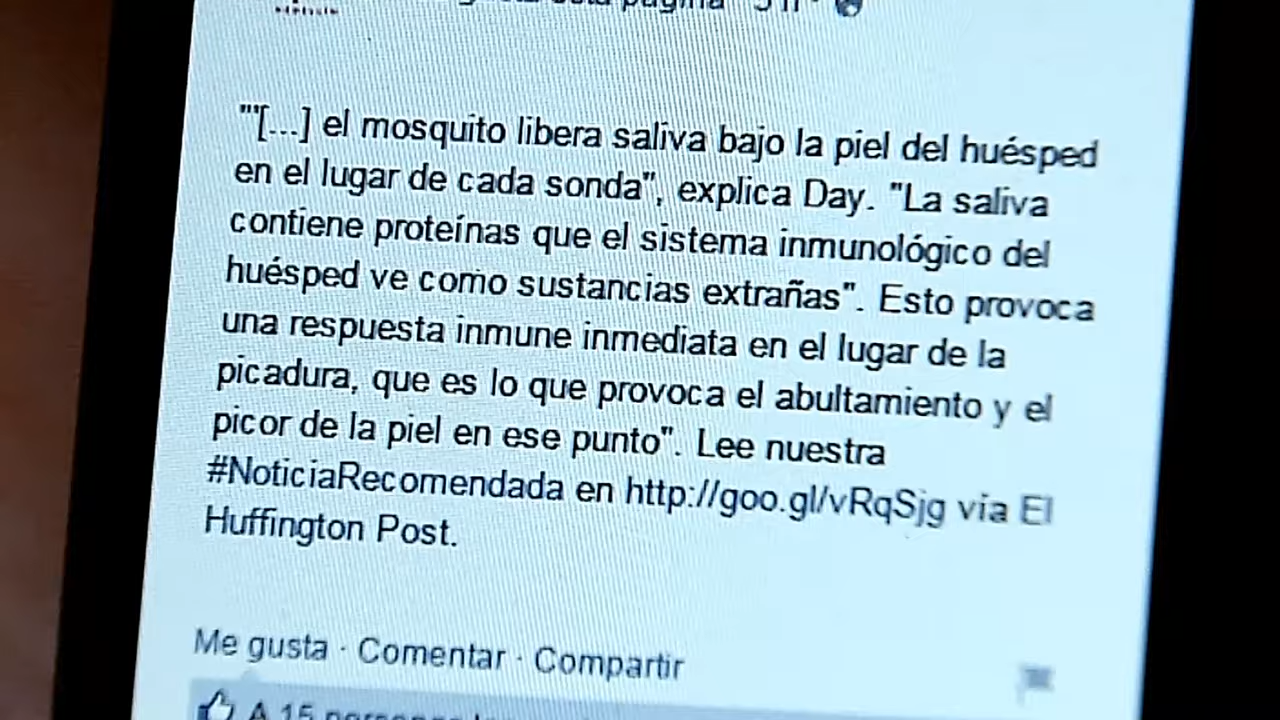 página
"'[...] el mosquito libera saliva bajo la piel del huésped
en el lugar de cada sonda", explica Day. "La saliva
contiene proteínas que el sistema inmunológico del
huésped ve como sustancias extrañas". Esto provoca
una respuesta inmune inmediata en el lugar de la
picadura, que es lo que provoca el abultamiento y el
picor de la piel en ese punto". Lee nuestra
#NoticiaRecomendada en http://goo.gl/vRqSjg vía El
Huffington Post.
Me gusta · Comentar · Compartir
A 15 personas